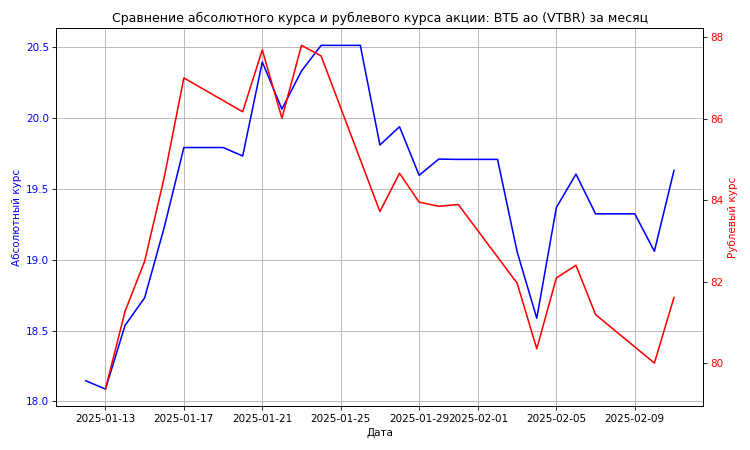 Сравнение абсолютного курса и рублевого курса акции: ВТБ ао (VTBR) за месяц
Абсолютный курс
20.5
20.0
19.5
19.0
18.5
18.0
88
86
84
82
80
Рублевый курс
2025-01-13 2025-01-17 2025-01-21 2025-01-25 2025-01-29 2025-02-01 2025-02-05 2025-02-09
Дата